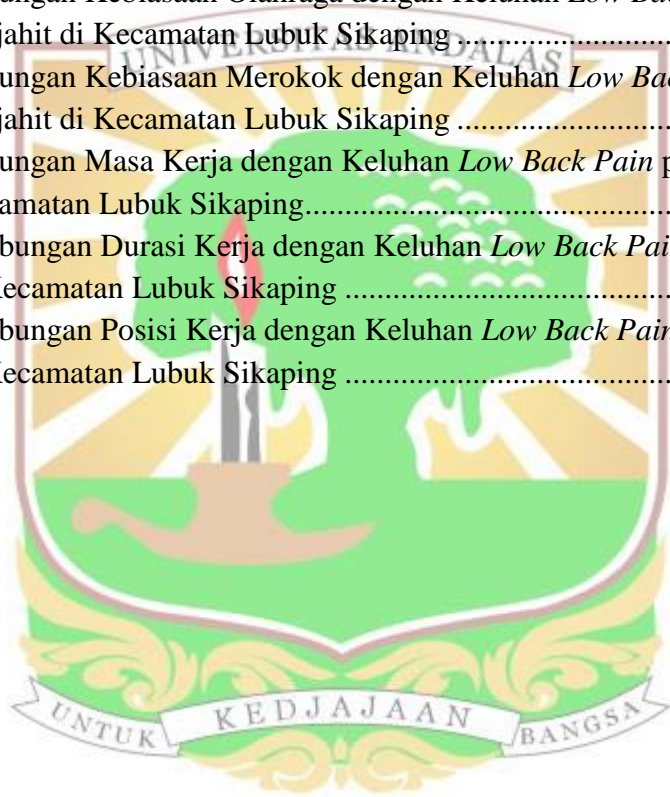 ungan Kebiasaan Olahraga dengan Keluhan Low Bac
jahit di Kecamatan Lubuk Sikaping ..........................
ungan Kebiasaan Merokok dengan Keluhan Low Bac
jahit di Kecamatan Lubuk Sikaping ..........................
ungan Masa Kerja dengan Keluhan Low Back Pain p
amatan Lubuk Sikaping.............................................
bungan Durasi Kerja dengan Keluhan Low Back Pai
Kecamatan Lubuk Sikaping ........................................
bungan Posisi Kerja dengan Keluhan Low Back Pain
Kecamatan Lubuk Sikaping ........................................
UNIVERSITAS ANDALAS
UNTUK KEDJAJAAN BANGSA